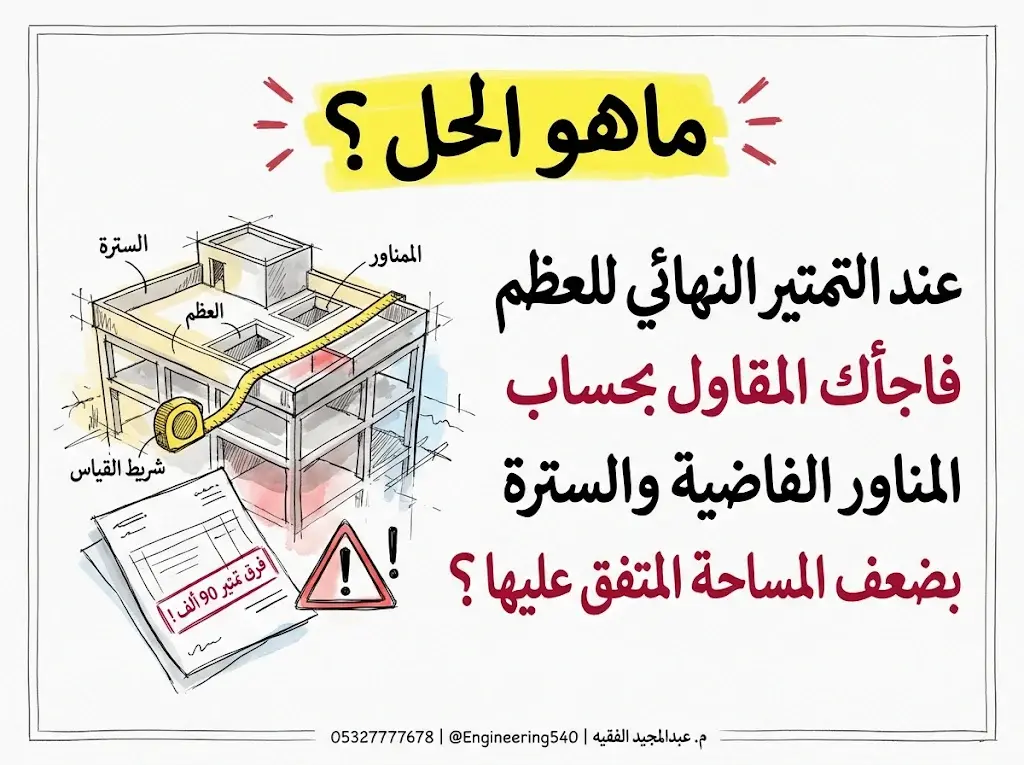 ماهو الحل ؟
السترة
المناور
العظم
شريط القياس
فرق تمتير 90 ألف !
عند التمتير النهائي للعظم
فاجأك المقاول بحساب
المناور الفاضية والسترة
بضعف المساحة المتفق عليها ؟
م. عبدالمجيد الفقيه | @Engineering540 | 05327777678